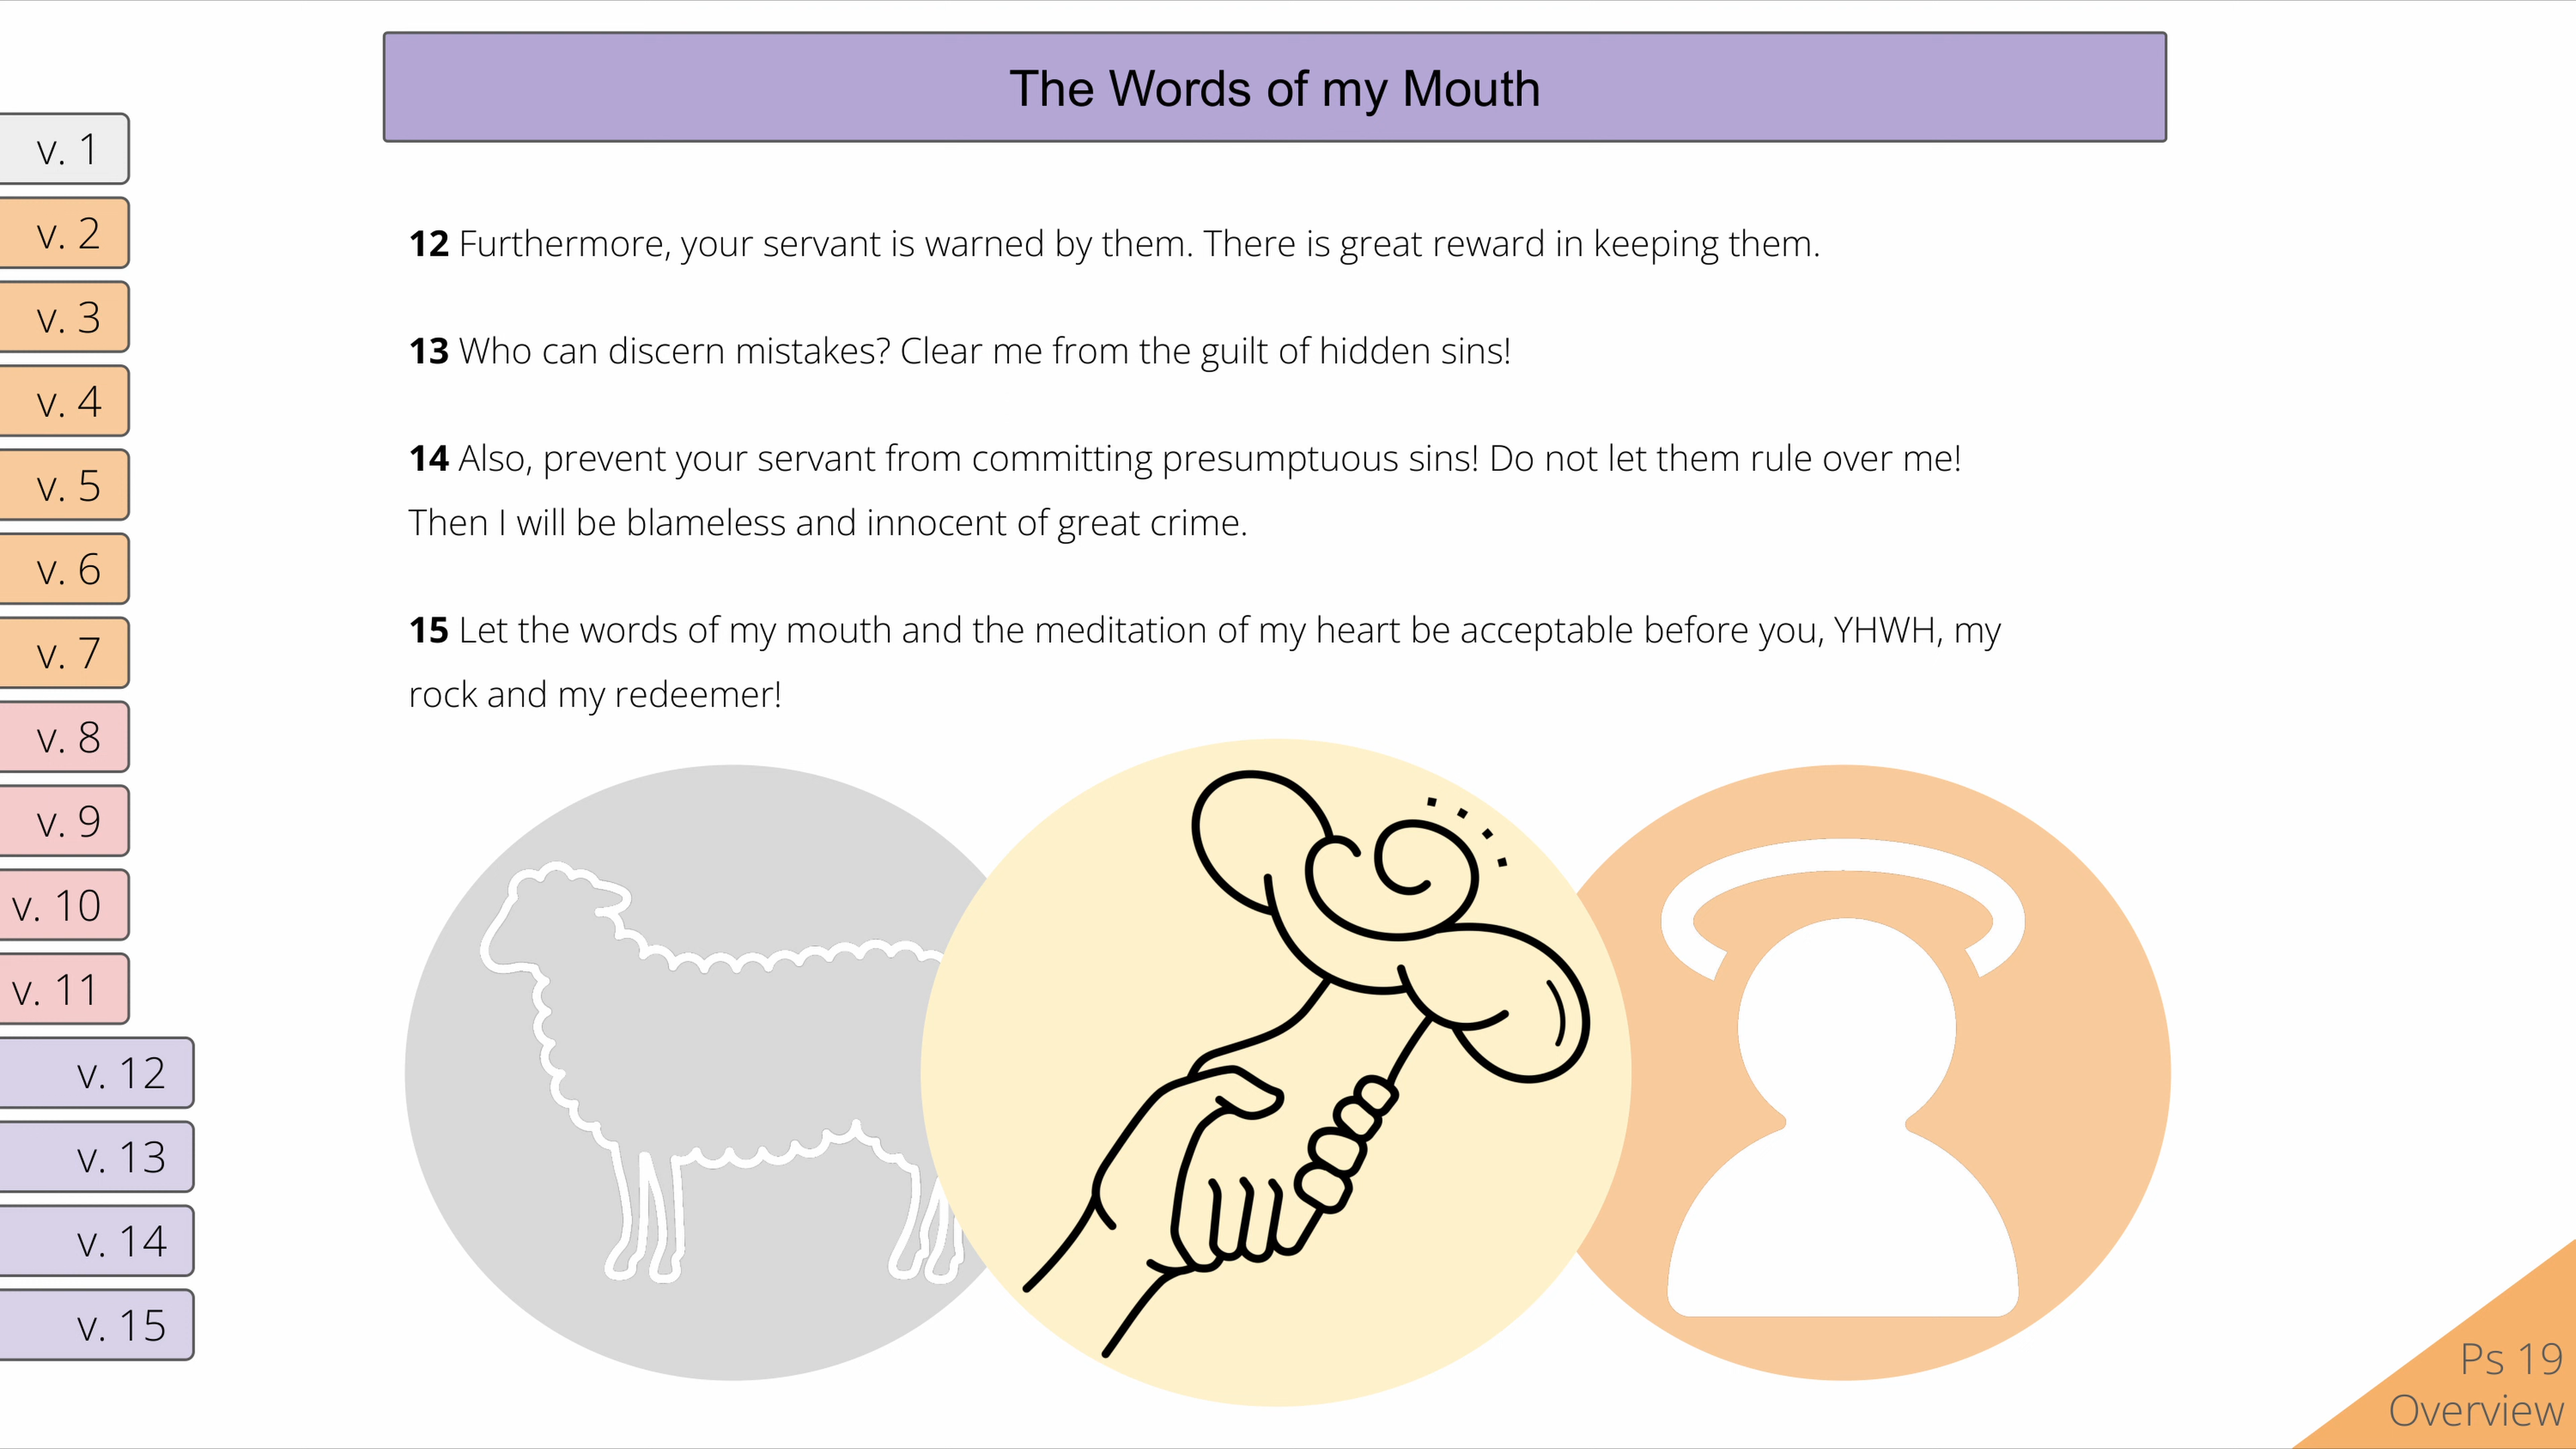 The Words of my Mouth
v. 1
v. 2
v. 3
v. 4
v. 5
v. 6
v. 7
v. 8
v. 9
v. 10
v. 11
v. 12
v. 13
v. 14
v. 15
12 Furthermore, your servant is warned by them. There is great reward in keeping them.
13 Who can discern mistakes? Clear me from the guilt of hidden sins!
14 Also, prevent your servant from committing presumptuous sins! Do not let them rule over me!
Then I will be blameless and innocent of great crime.
15 Let the words of my mouth and the meditation of my heart be acceptable before you, YHWH, my
rock and my redeemer!
Ps 19
Overview